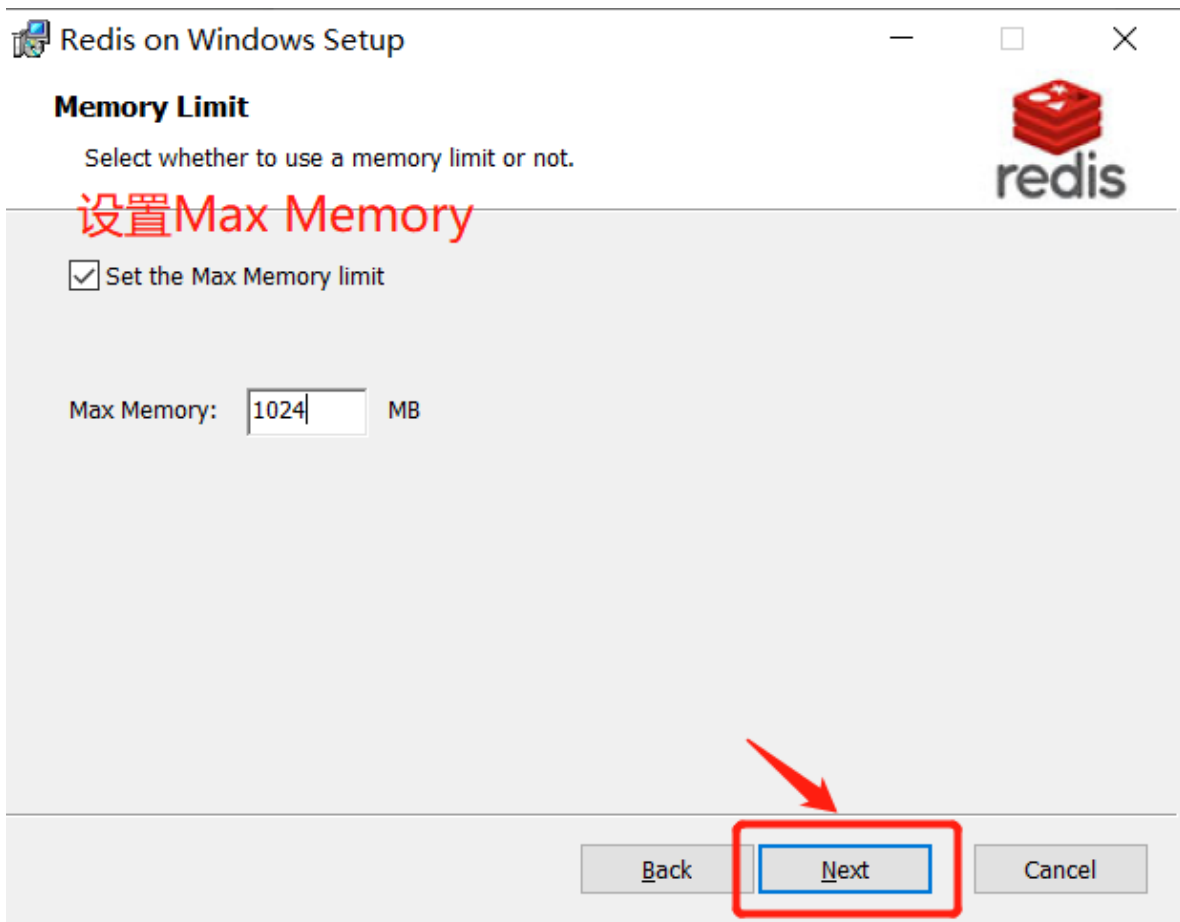 Redis on Windows Setup
Memory Limit
Select whether to use a memory limit or not.
redis
设置Max Memory
Set the Max Memory limit
Max Memory: 1024 MB
Back Next Cancel